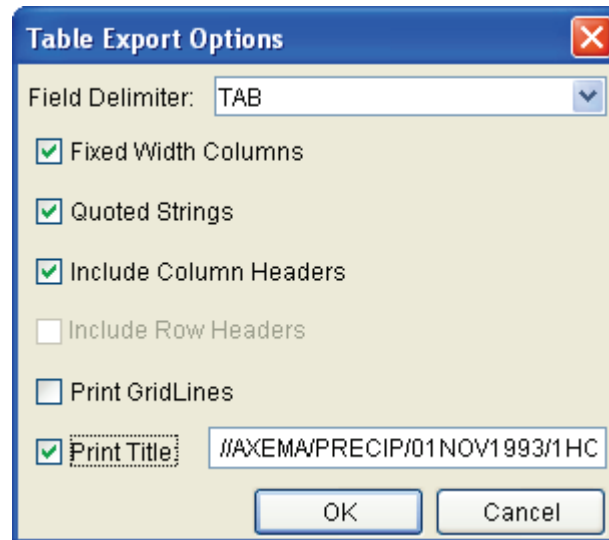 Table Export Options
Field Delimiter: TAB
Fixed Width Columns
Quoted Strings
Include Column Headers
Include Row Headers
Print GridLines
Print Title: //AXEMA/PRECIP/01NOV1993/1HO
OK Cancel